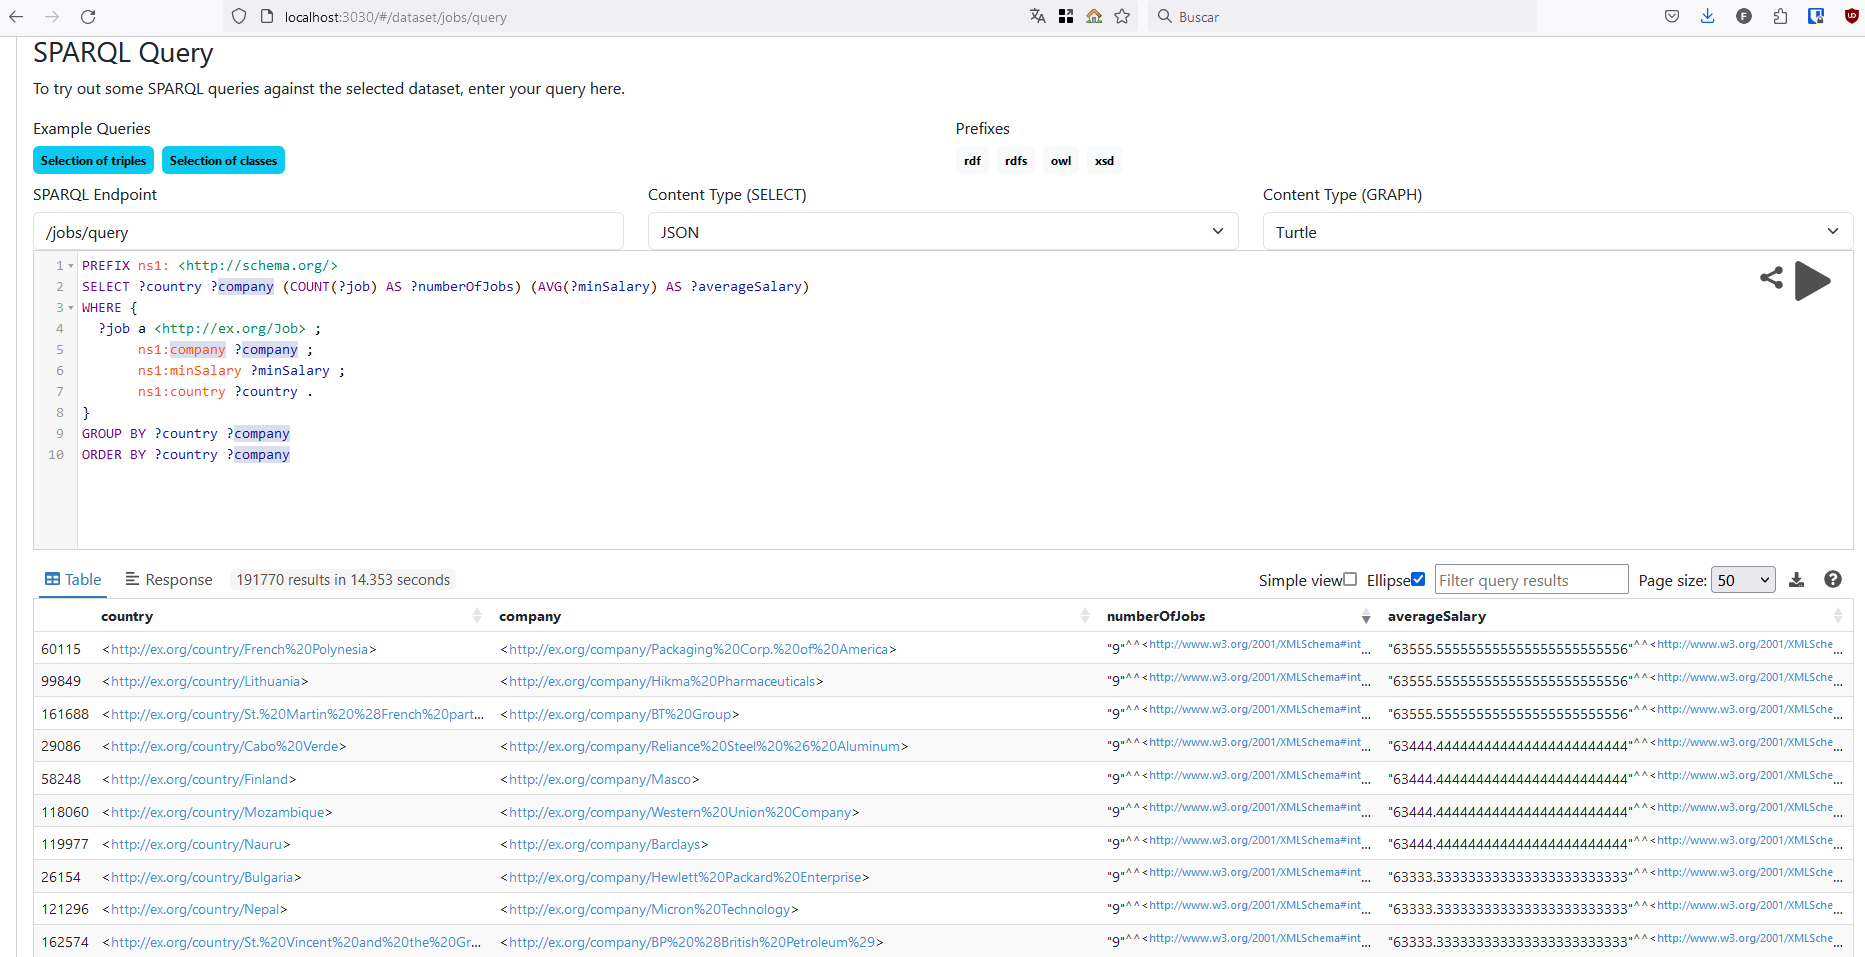 localhost:3030/#/dataset/jobs/query
Buscar
SPARQL Query
To try out some SPARQL queries against the selected dataset, enter your query here.
Example Queries
Prefixes
Selection of triples
Selection of classes
rdf
rdfs
owl
xsd
SPARQL Endpoint
Content Type (SELECT)
Content Type (GRAPH)
/jobs/query
JSON
Turtle
1 PREFIX ns1: <http://schema.org/>
2 SELECT ?country ?company (COUNT(?job) AS ?numberOfJobs) (AVG(?minSalary) AS ?averageSalary)
3 WHERE {
4 ?job a <http://ex.org/Job> ;
5 ns1:company ?company ;
6 ns1:minSalary ?minSalary ;
7 ns1:country ?country .
8 }
9 GROUP BY ?country ?company
10 ORDER BY ?country ?company
Table
Response
191770 results in 14.353 seconds
Simple view
Ellipse
Filter query results
Page size: 50
country company numberOfJobs averageSalary
60115 <http://ex.org/country/French%20Polynesia> <http://ex.org/company/Packaging%20Corp.%20of%20America> "9"^^<http://www.w3.org/2001/XMLSchema#int... "63555.555555555555555555555556"^^<http://www.w3.org/2001/XMLSche...
99849 <http://ex.org/country/Lithuania> <http://ex.org/company/Hikma%20Pharmaceuticals> "9"^^<http://www.w3.org/2001/XMLSchema#int... "63555.555555555555555555555556"^^<http://www.w3.org/2001/XMLSche...
161688 <http://ex.org/country/St.%20Martin%20%28French%20part... <http://ex.org/company/BT%20Group> "9"^^<http://www.w3.org/2001/XMLSchema#int... "63555.555555555555555555555556"^^<http://www.w3.org/2001/XMLSche...
29086 <http://ex.org/country/Cabo%20Verde> <http://ex.org/company/Reliance%20Steel%20%26%20Aluminum> "9"^^<http://www.w3.org/2001/XMLSchema#int... "63444.444444444444444444444444"^^<http://www.w3.org/2001/XMLSche...
58248 <http://ex.org/country/Finland> <http://ex.org/company/Masco> "9"^^<http://www.w3.org/2001/XMLSchema#int... "63444.444444444444444444444444"^^<http://www.w3.org/2001/XMLSche...
118060 <http://ex.org/country/Mozambique> <http://ex.org/company/Western%20Union%20Company> "9"^^<http://www.w3.org/2001/XMLSchema#int... "63444.444444444444444444444444"^^<http://www.w3.org/2001/XMLSche...
119977 <http://ex.org/country/Nauru> <http://ex.org/company/Barclays> "9"^^<http://www.w3.org/2001/XMLSchema#int... "63444.444444444444444444444444"^^<http://www.w3.org/2001/XMLSche...
26154 <http://ex.org/country/Bulgaria> <http://ex.org/company/Hewlett%20Packard%20Enterprise> "9"^^<http://www.w3.org/2001/XMLSchema#int... "63333.333333333333333333333333"^^<http://www.w3.org/2001/XMLSche...
121296 <http://ex.org/country/Nepal> <http://ex.org/company/Micron%20Technology> "9"^^<http://www.w3.org/2001/XMLSchema#int... "63333.333333333333333333333333"^^<http://www.w3.org/2001/XMLSche...
162574 <http://ex.org/country/St.%20Vincent%20and%20the%20Gr... <http://ex.org/company/BP%20%28British%20Petroleum%29> "9"^^<http://www.w3.org/2001/XMLSchema#int... "63333.333333333333333333333333"^^<http://www.w3.org/2001/XMLSche...